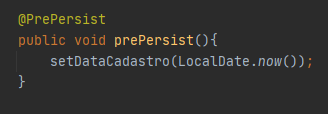 @PrePersist
public void prePersist(){
    setDataCadastro(LocalDate.now());
}